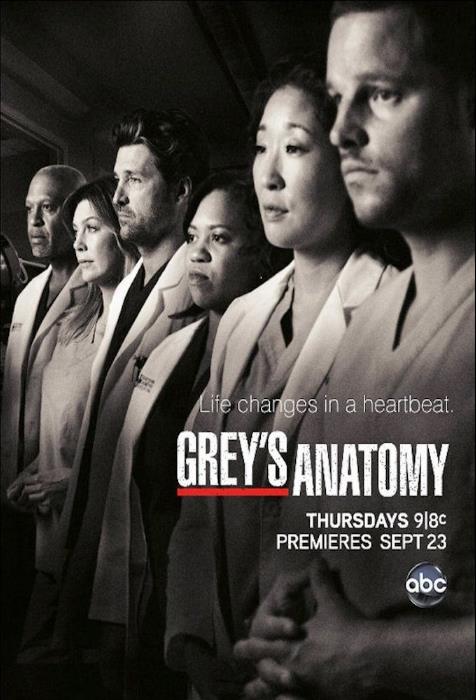 Life changes in a heartbeat.
GREY'S ANATOMY
THURSDAYS 9|8c
PREMIERES SEPT 23
abc